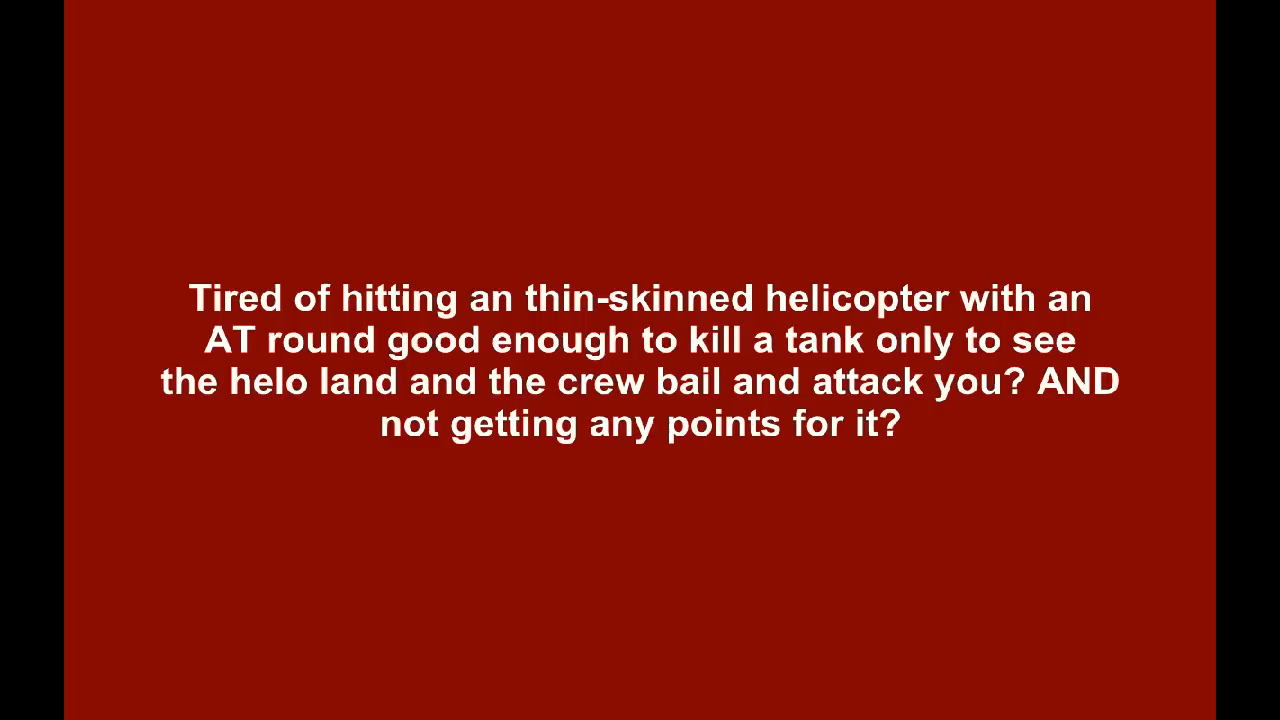 Tired of hitting an thin-skinned helicopter with an
AT round good enough to kill a tank only to see
the helo land and the crew bail and attack you? AND
not getting any points for it?